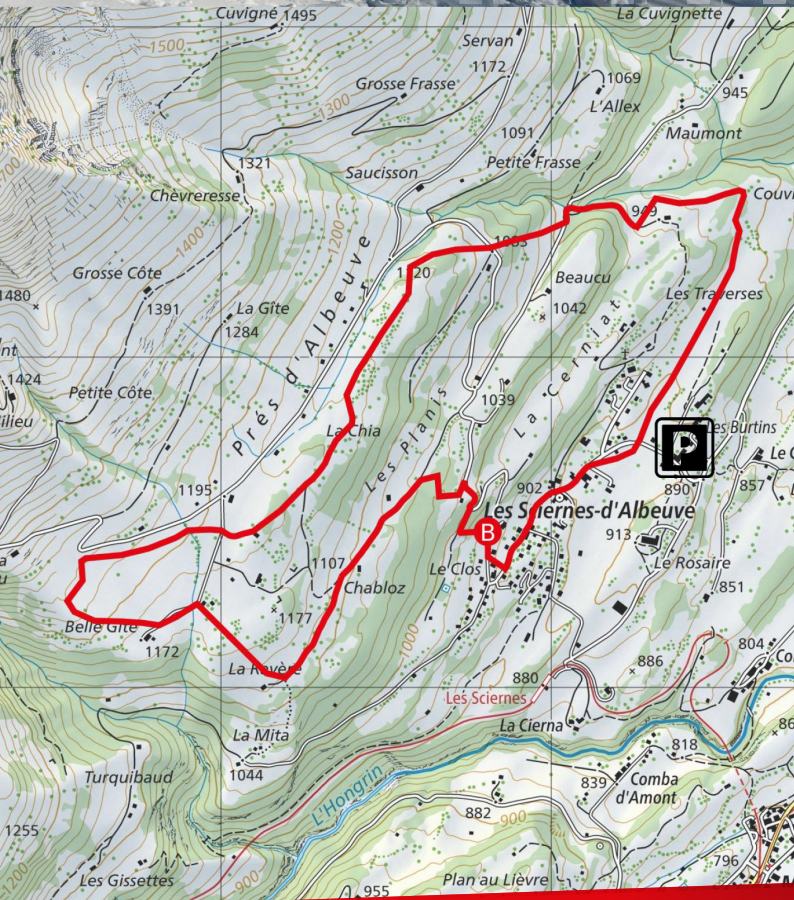 Cuvigné 1495
La Cuvignette
Servan
1172
1500
Grosse Frasse
1069
L'Allex
945
1300
1091
Maumont
1321
Petite Frasse
Saucisson
Chèvreresse
1200
949
1400
1083
Grosse Côte
1120
Beaucu
Les Traverses
1480
1391
La Gîte
1042
1284
Prés d'Albeuve
La Cerniat
1424
Petite Côte
1039
Les Planis
La Chia
P
Les Burtins
1195
902
890
857
Les Sciernes-d'Albeuve
B
913
1107
Le Clos
Le Rosaire
Chabloz
851
1177
Belle Gîte
1000
804
1172
886
La Ravère
880
Les Sciernes
La Cierna
La Mita
818
1044
Turquibaud
L'Hongrin
839
Comba
d'Amont
882
900
1255
796
1200
Les Gissettes
900
955
Plan au Lièvre